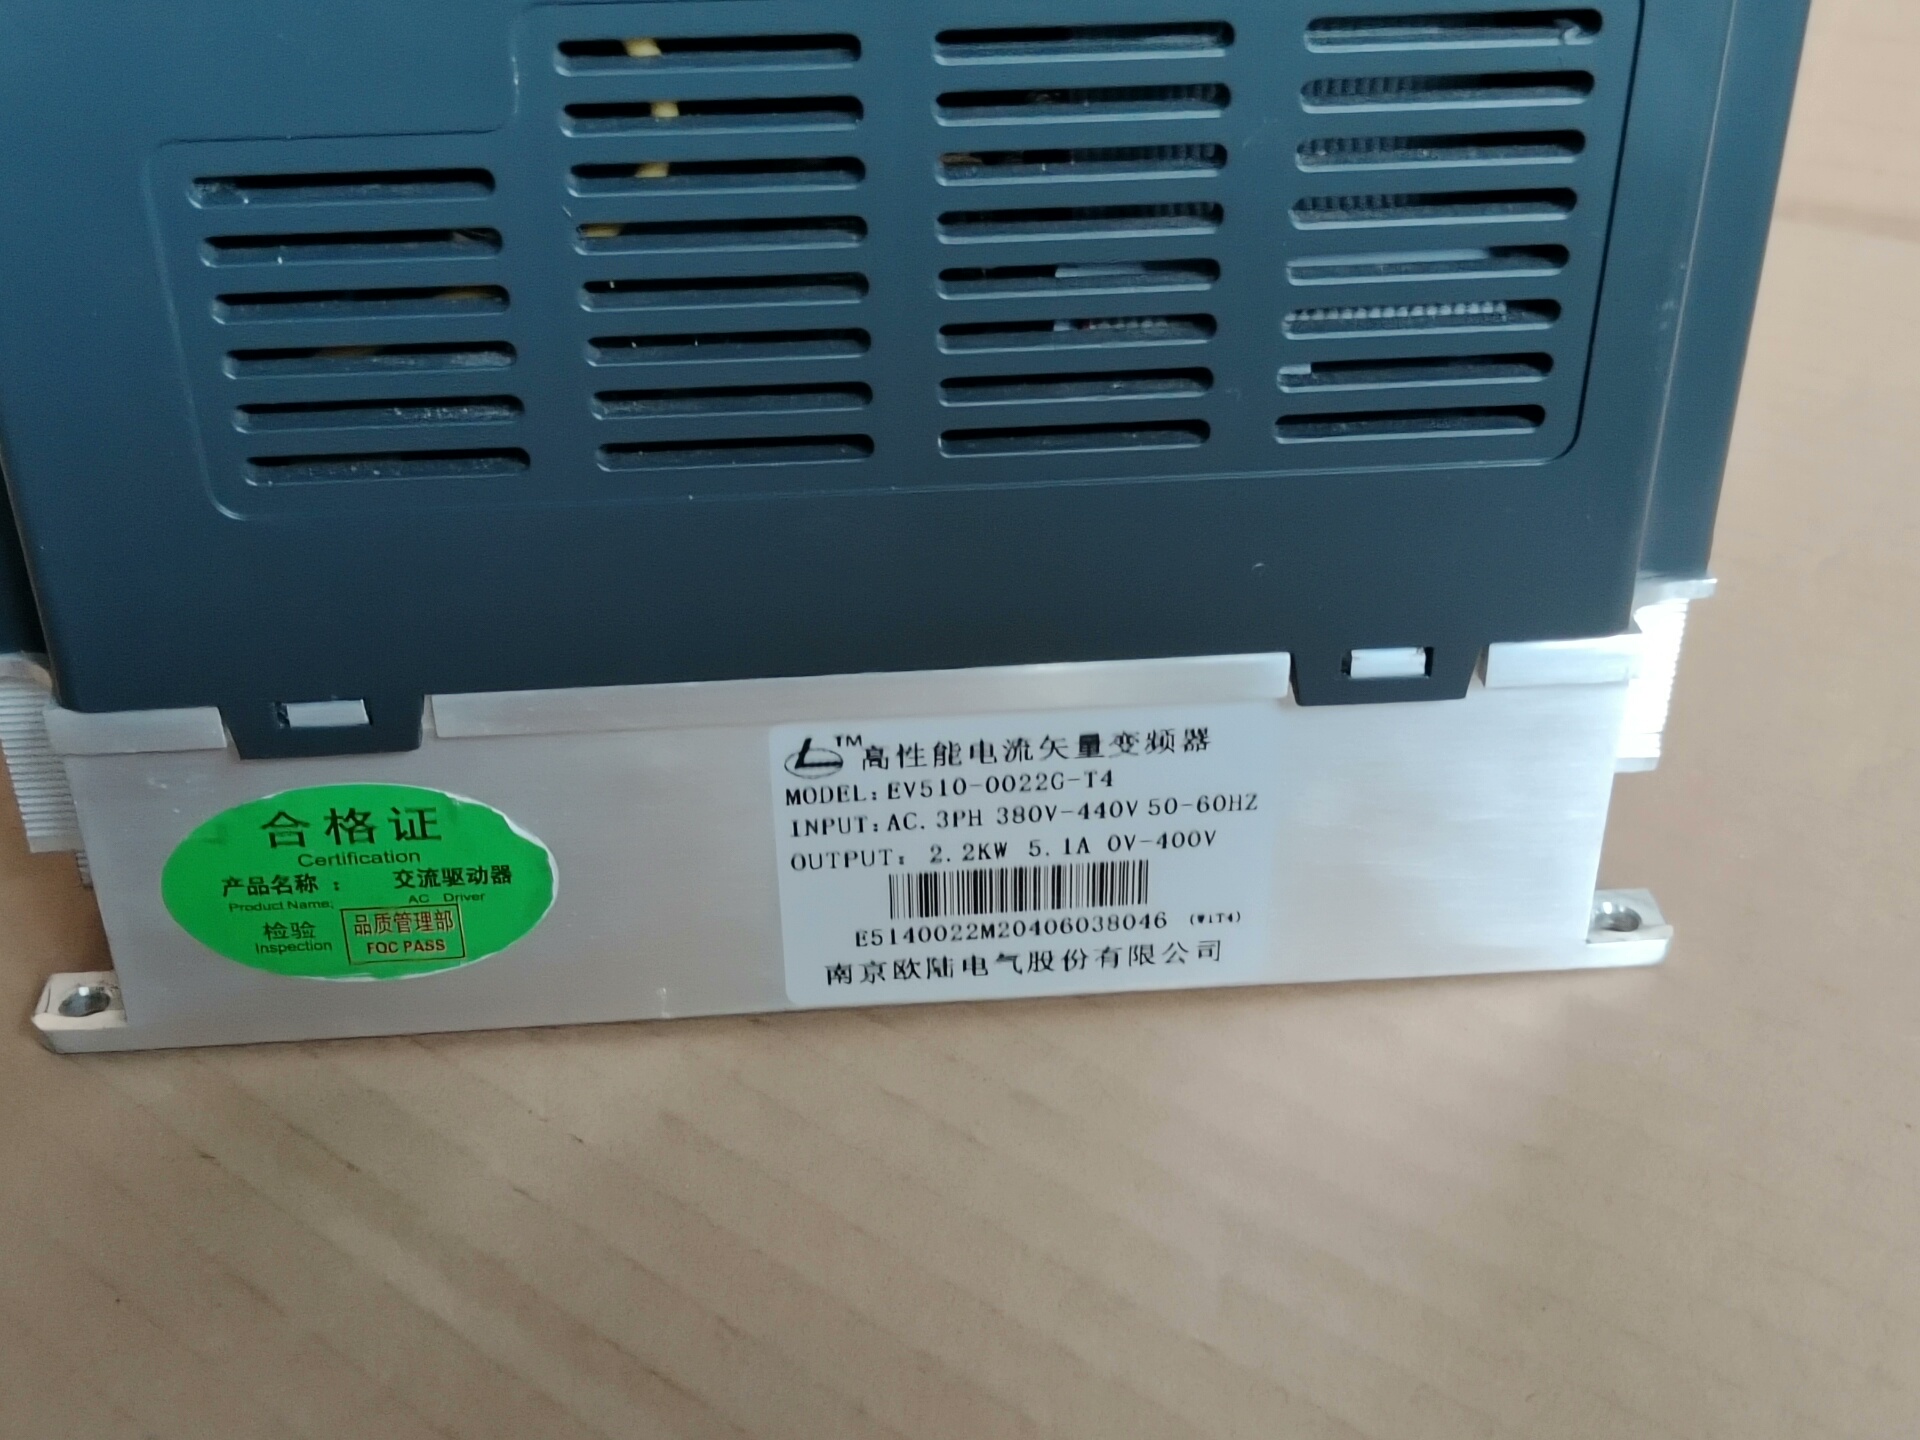 合格证
Certification
产品名称： 交流驱动器
Product Name; AC Driver
检验 品质管理部
Inspection FQC PASS
TM 高性能电流矢量变频器
MODEL: EV510-0022G-T4
INPUT: AC. 3PH 380V-440V 50-60HZ
OUTPUT: 2.2KW 5.1A 0V-400V
E5140022M20406038046 (W1T4)
南京欧陆电气股份有限公司